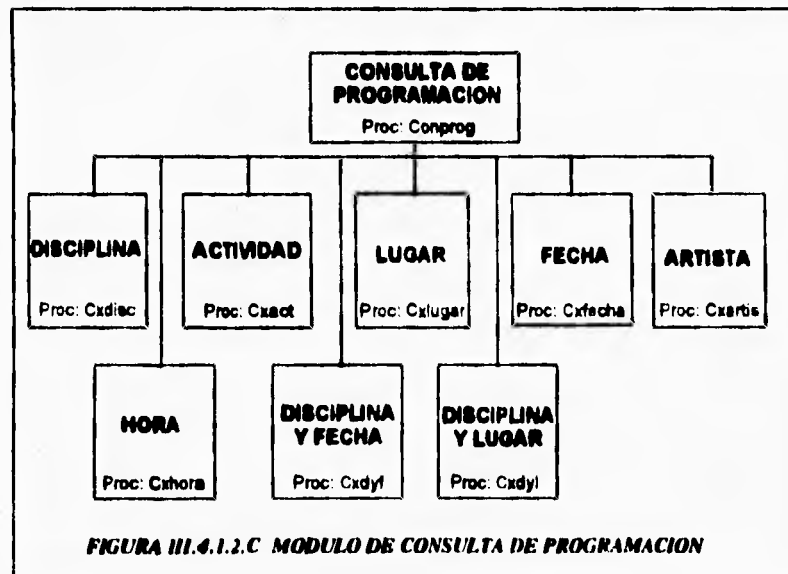 CONSULTA DE
PROGRAMACION
Proc: Conprog
DISCIPLINA
Proc: Cxdisc
ACTIVIDAD
Proc: Cxact
LUGAR
Proc: Cxlugar
FECHA
Proc: Cxfecha
ARTISTA
Proc: Cxartis
HORA
Proc: Cxhora
DISCIPLINA
Y FECHA
Proc: Cxdyf
DISCIPLINA
Y LUGAR
Proc: Cxdyl
FIGURA III.4.1.2.C MODULO DE CONSULTA DE PROGRAMACION